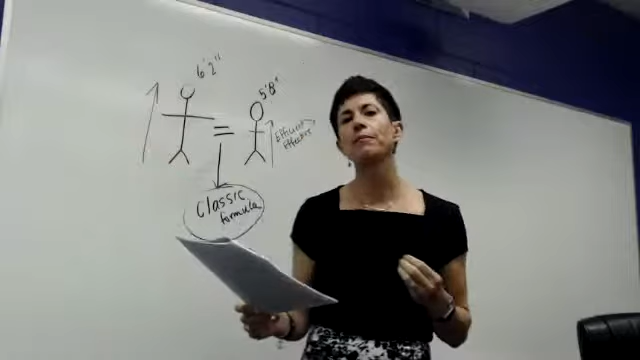 6'2"
5'8"
=
Efficient
Effective
Classic
formula